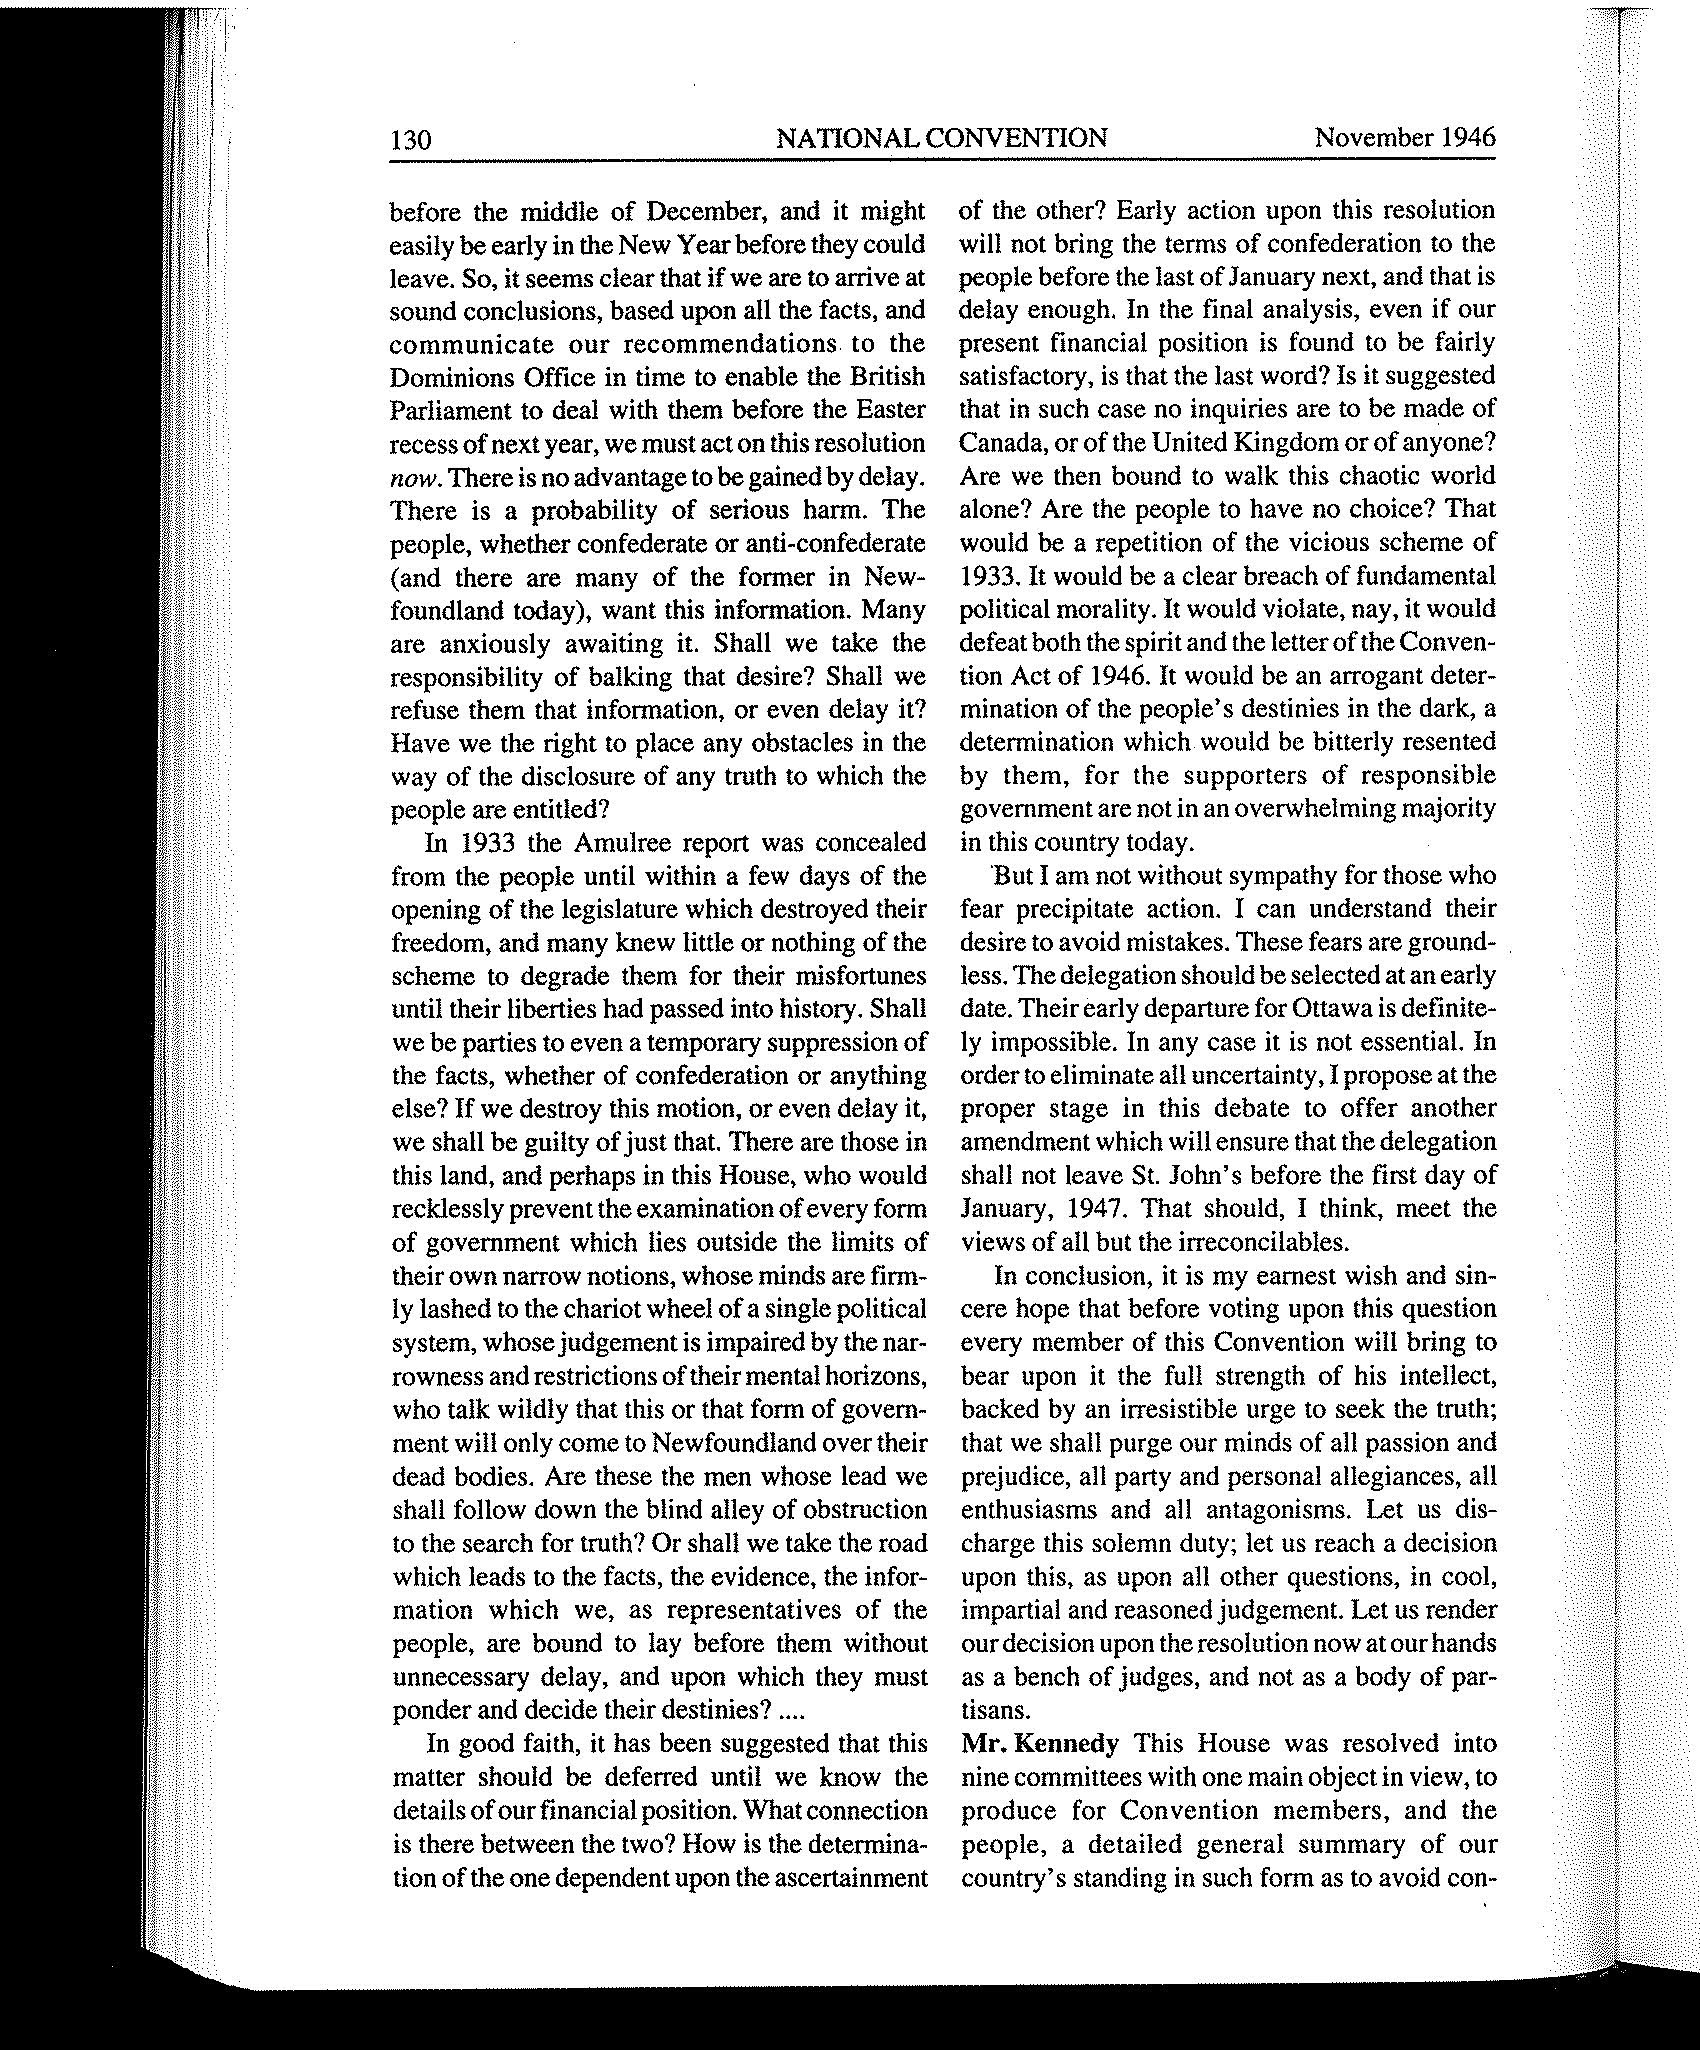 130 NATIONAL CONVENTION November 1946
before the middle of December, and it might
easily be early in the New Year before they could
leave. So, it seems clear that if we are to arrive at
sound conclusions, based upon all the facts, and
communicate our recommendations to the
Dominions Office in time to enable the British
Parliament to deal with them before the Easter
recess of next year, we must act on this resolution
now. There is no advantage to be gained by delay.
There is a probability of serious harm. The
people, whether confederate or anti-confederate
(and there are many of the former in New-
foundland today), want this information. Many
are anxiously awaiting it. Shall we take the
responsibility of balking that desire? Shall we
refuse them that information, or even delay it?
Have we the right to place any obstacles in the
way of the disclosure of any truth to which the
people are entitled?
In 1933 the Amulree report was concealed
from the people until within a few days of the
opening of the legislature which destroyed their
freedom, and many knew little or nothing of the
scheme to degrade them for their misfortunes
until their liberties had passed into history. Shall
we be parties to even a temporary suppression of
the facts, whether of confederation or anything
else? If we destroy this motion, or even delay it,
we shall be guilty of just that. There are those in
this land, and perhaps in this House, who would
recklessly prevent the examination of every form
of government which lies outside the limits of
their own narrow notions, whose minds are firm-
ly lashed to the chariot wheel of a single political
system, whose judgement is impaired by the nar-
rowness and restrictions of their mental horizons,
who talk wildly that this or that form of govern-
ment will only come to Newfoundland over their
dead bodies. Are these the men whose lead we
shall follow down the blind alley of obstruction
to the search for truth? Or shall we take the road
which leads to the facts, the evidence, the infor-
mation which we, as representatives of the
people, are bound to lay before them without
unnecessary delay, and upon which they must
ponder and decide their destinies? ....
In good faith, it has been suggested that this
matter should be deferred until we know the
details of our financial position. What connection
is there between the two? How is the determina-
tion of the one dependent upon the ascertainment
of the other? Early action upon this resolution
will not bring the terms of confederation to the
people before the last of January next, and that is
delay enough. In the final analysis, even if our
present financial position is found to be fairly
satisfactory, is that the last word? Is it suggested
that in such case no inquiries are to be made of
Canada, or of the United Kingdom or of anyone?
Are we then bound to walk this chaotic world
alone? Are the people to have no choice? That
would be a repetition of the vicious scheme of
1933. It would be a clear breach of fundamental
political morality. It would violate, nay, it would
defeat both the spirit and the letter of the Conven-
tion Act of 1946. It would be an arrogant deter-
mination of the people's destinies in the dark, a
determination which would be bitterly resented
by them, for the supporters of responsible
government are not in an overwhelming majority
in this country today.
But I am not without sympathy for those who
fear precipitate action. I can understand their
desire to avoid mistakes. These fears are ground-
less. The delegation should be selected at an early
date. Their early departure for Ottawa is definite-
ly impossible. In any case it is not essential. In
order to eliminate all uncertainty, I propose at the
proper stage in this debate to offer another
amendment which will ensure that the delegation
shall not leave St. John's before the first day of
January, 1947. That should, I think, meet the
views of all but the irreconcilables.
In conclusion, it is my earnest wish and sin-
cere hope that before voting upon this question
every member of this Convention will bring to
bear upon it the full strength of his intellect,
backed by an irresistible urge to seek the truth;
that we shall purge our minds of all passion and
prejudice, all party and personal allegiances, all
enthusiasms and all antagonisms. Let us dis-
charge this solemn duty; let us reach a decision
upon this, as upon all other questions, in cool,
impartial and reasoned judgement. Let us render
our decision upon the resolution now at our hands
as a bench of judges, and not as a body of par-
tisans.
Mr. Kennedy This House was resolved into
nine committees with one main object in view, to
produce for Convention members, and the
people, a detailed general summary of our
country's standing in such form as to avoid con-